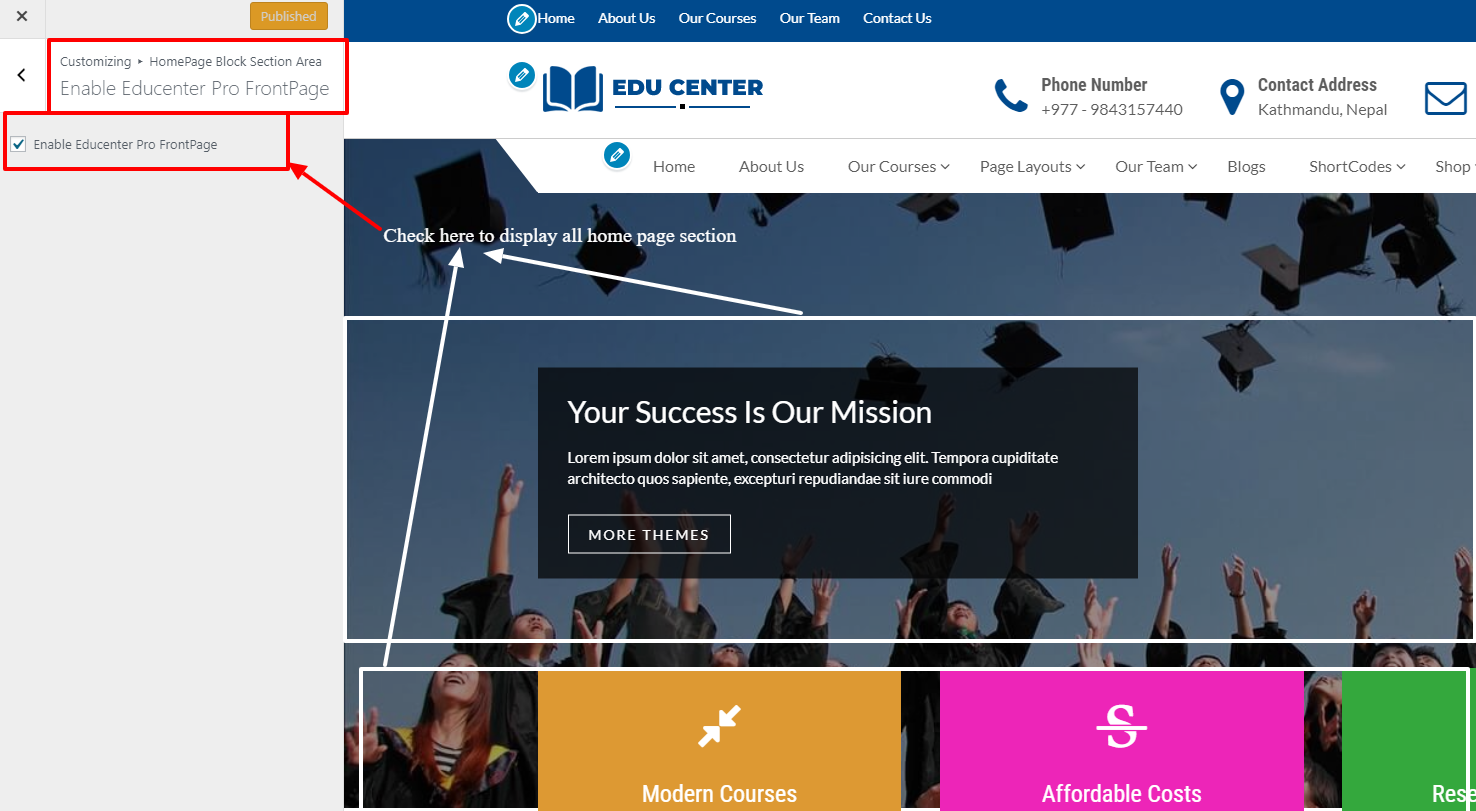 Published
Customizing ▸ HomePage Block Section Area
Enable Educenter Pro FrontPage
Enable Educenter Pro FrontPage
Home About Us Our Courses Our Team Contact Us
EDU CENTER
Phone Number
+977 - 9843157440
Contact Address
Kathmandu, Nepal
Home About Us Our Courses Page Layouts Our Team Blogs ShortCodes Shop
Check here to display all home page section
Your Success Is Our Mission
Lorem ipsum dolor sit amet, consectetur adipisicing elit. Tempora cupiditate
architecto quos sapiente, excepturi repudiandae sit iure commodi
MORE THEMES
Modern Courses
Affordable Costs
Rese